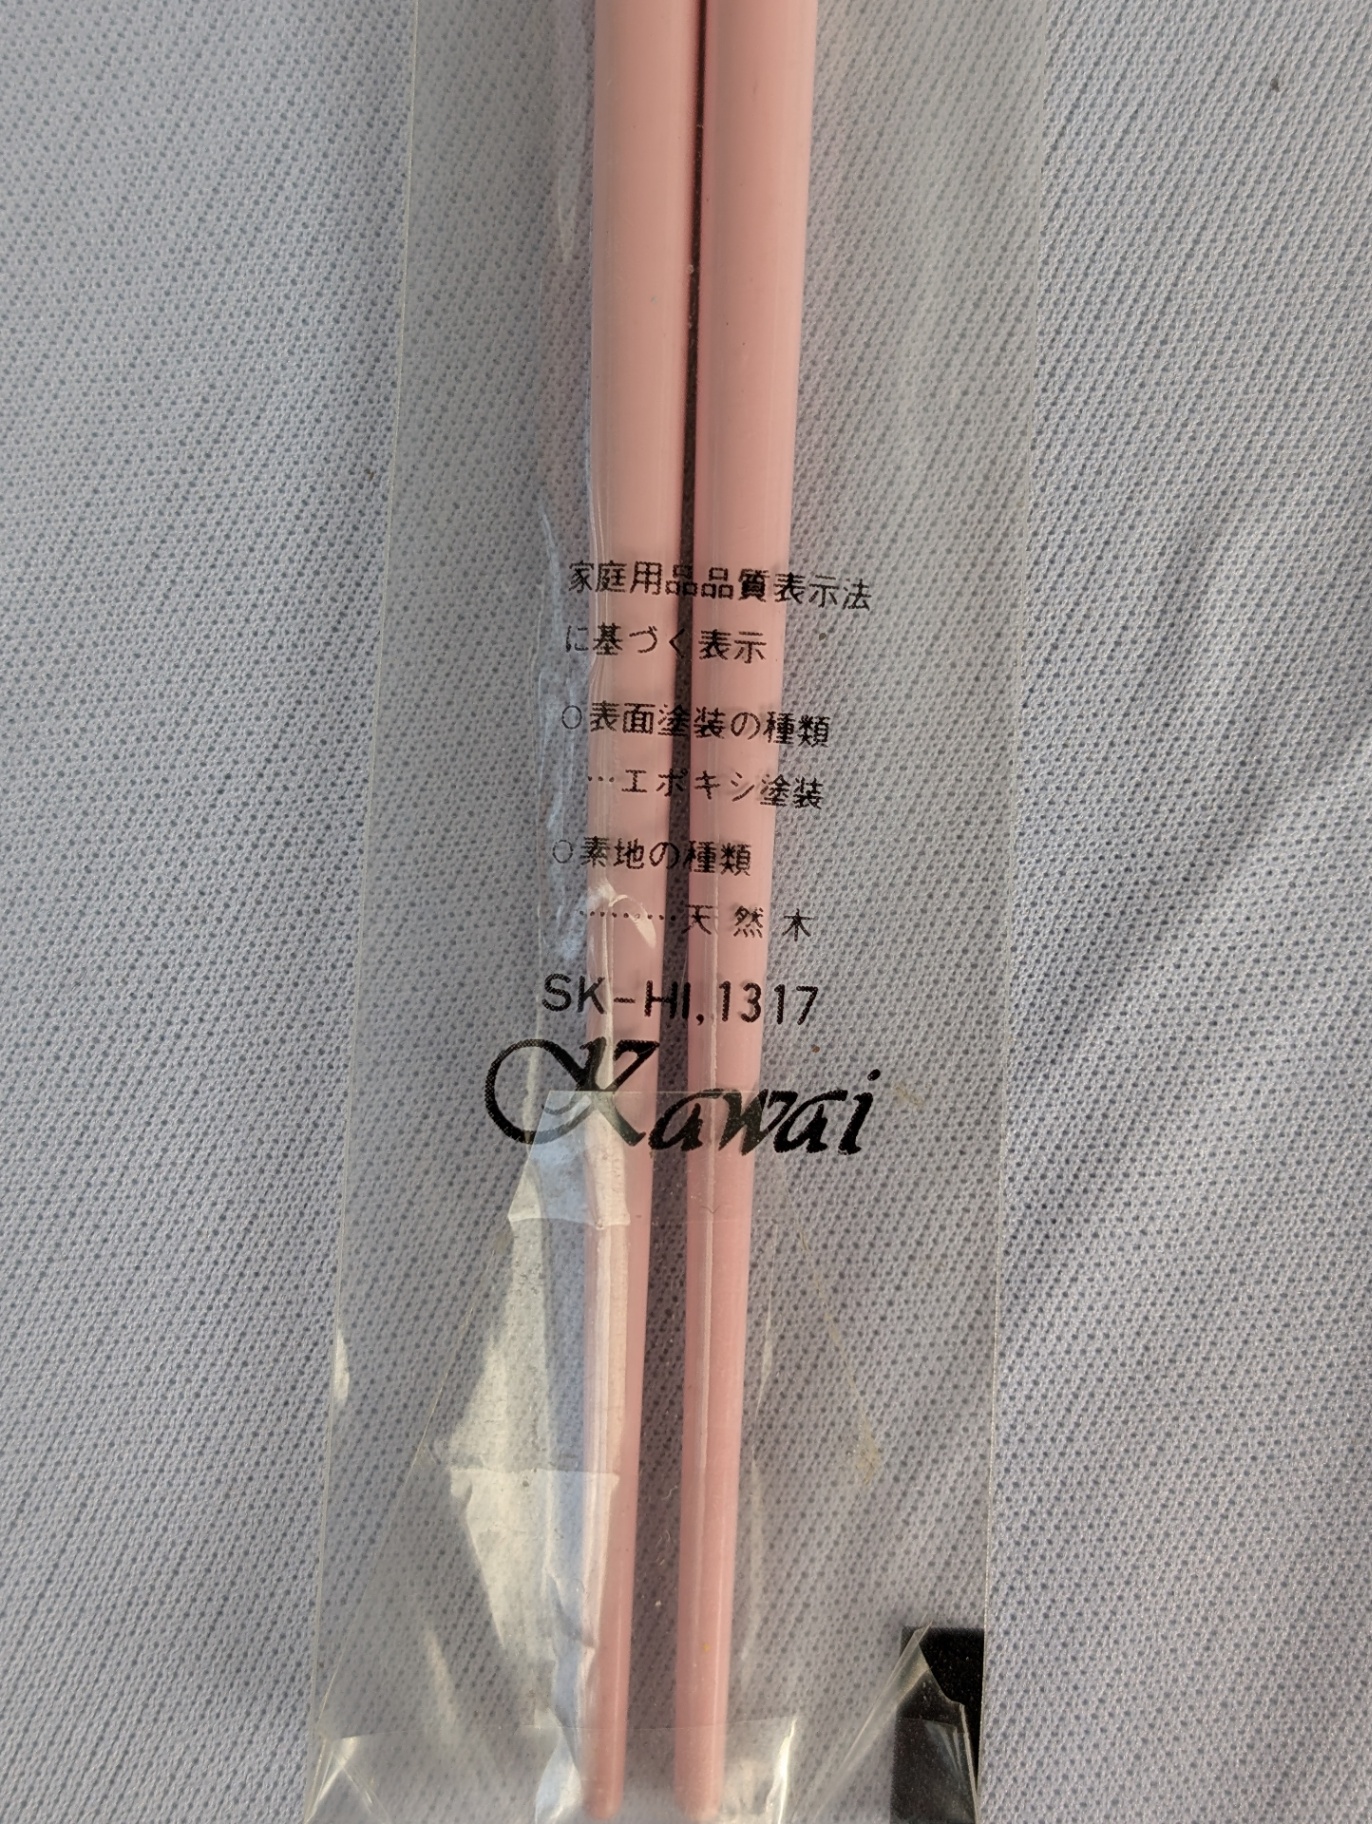 家庭用品品質表示法
に基づく表示
○表面塗装の種類
…エポキシ塗装
○素地の種類
………天然木
SK-HI,1317
Kawai